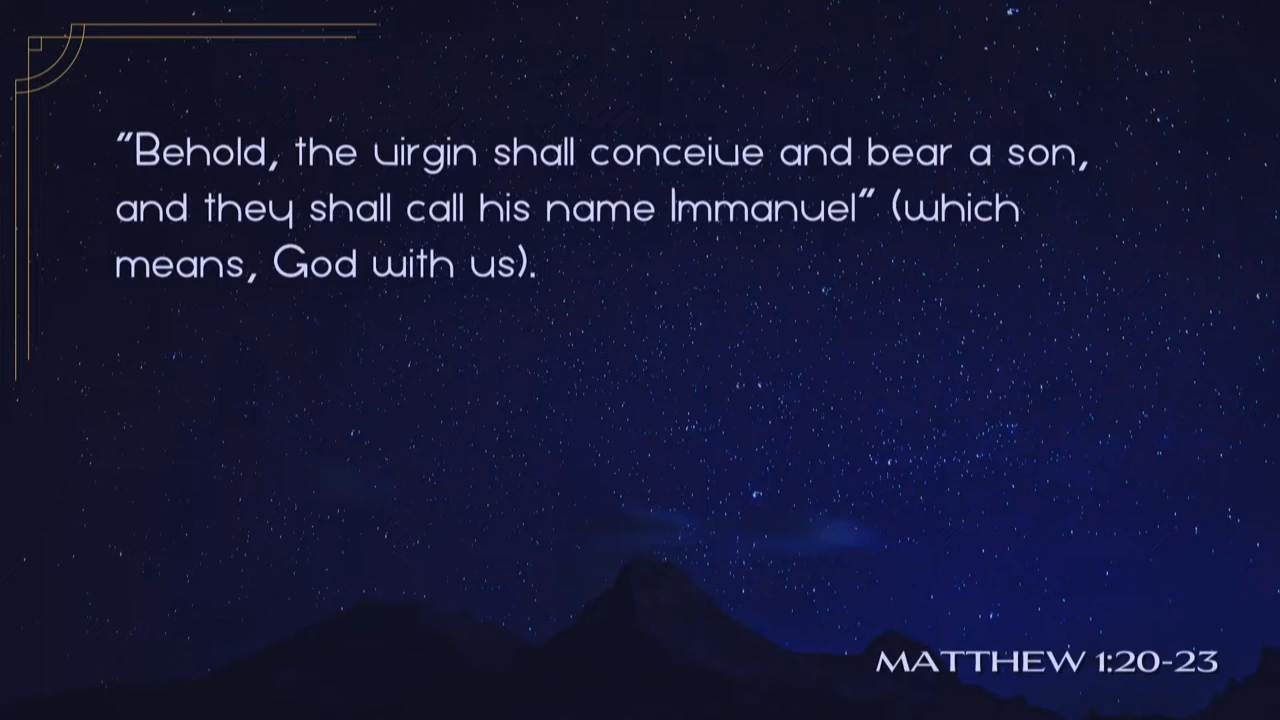 “Behold, the virgin shall conceive and bear a son,
and they shall call his name Immanuel” (which
means, God with us).
MATTHEW 1:20-23